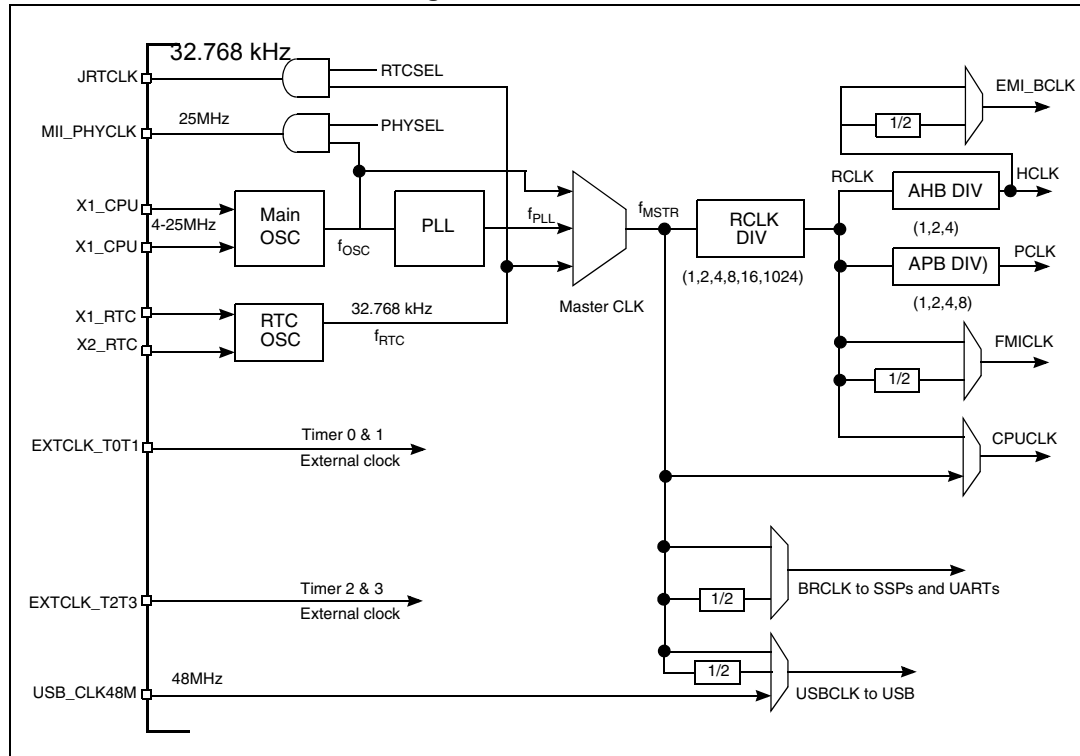 32.768 kHz
JRTCLK
RTCSEL
EMI_BCLK
MII_PHYCLK
25MHz
PHYSEL
1/2
RCLK
HCLK
X1_CPU
4-25MHz
X1_CPU
Main
OSC
fOSC
PLL
fPLL
fMSTR
RCLK
DIV
(1,2,4,8,16,1024)
AHB DIV
(1,2,4)
PCLK
APB DIV)
(1,2,4,8)
Master CLK
X1_RTC
X2_RTC
RTC
OSC
32.768 kHz
fRTC
FMICLK
1/2
EXTCLK_T0T1
Timer 0 & 1
External clock
CPUCLK
EXTCLK_T2T3
Timer 2 & 3
External clock
1/2
BRCLK to SSPs and UARTs
USB_CLK48M
48MHz
1/2
USBCLK to USB